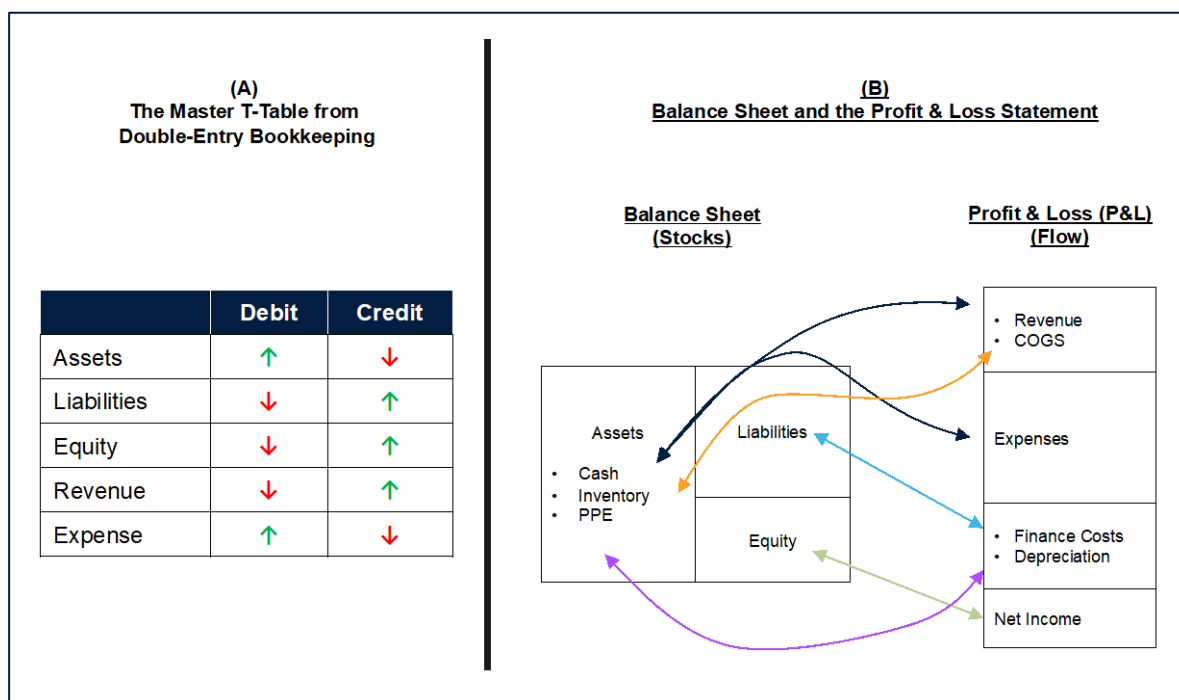 (A)
The Master T-Table from
Double-Entry Bookkeeping
Debit Credit
Assets ↑ ↓
Liabilities ↓ ↑
Equity ↓ ↑
Revenue ↓ ↑
Expense ↑ ↓
(B)
Balance Sheet and the Profit & Loss Statement
Balance Sheet
(Stocks)
Assets
• Cash
• Inventory
• PPE
Liabilities
Equity
Profit & Loss (P&L)
(Flow)
• Revenue
• COGS
Expenses
• Finance Costs
• Depreciation
Net Income